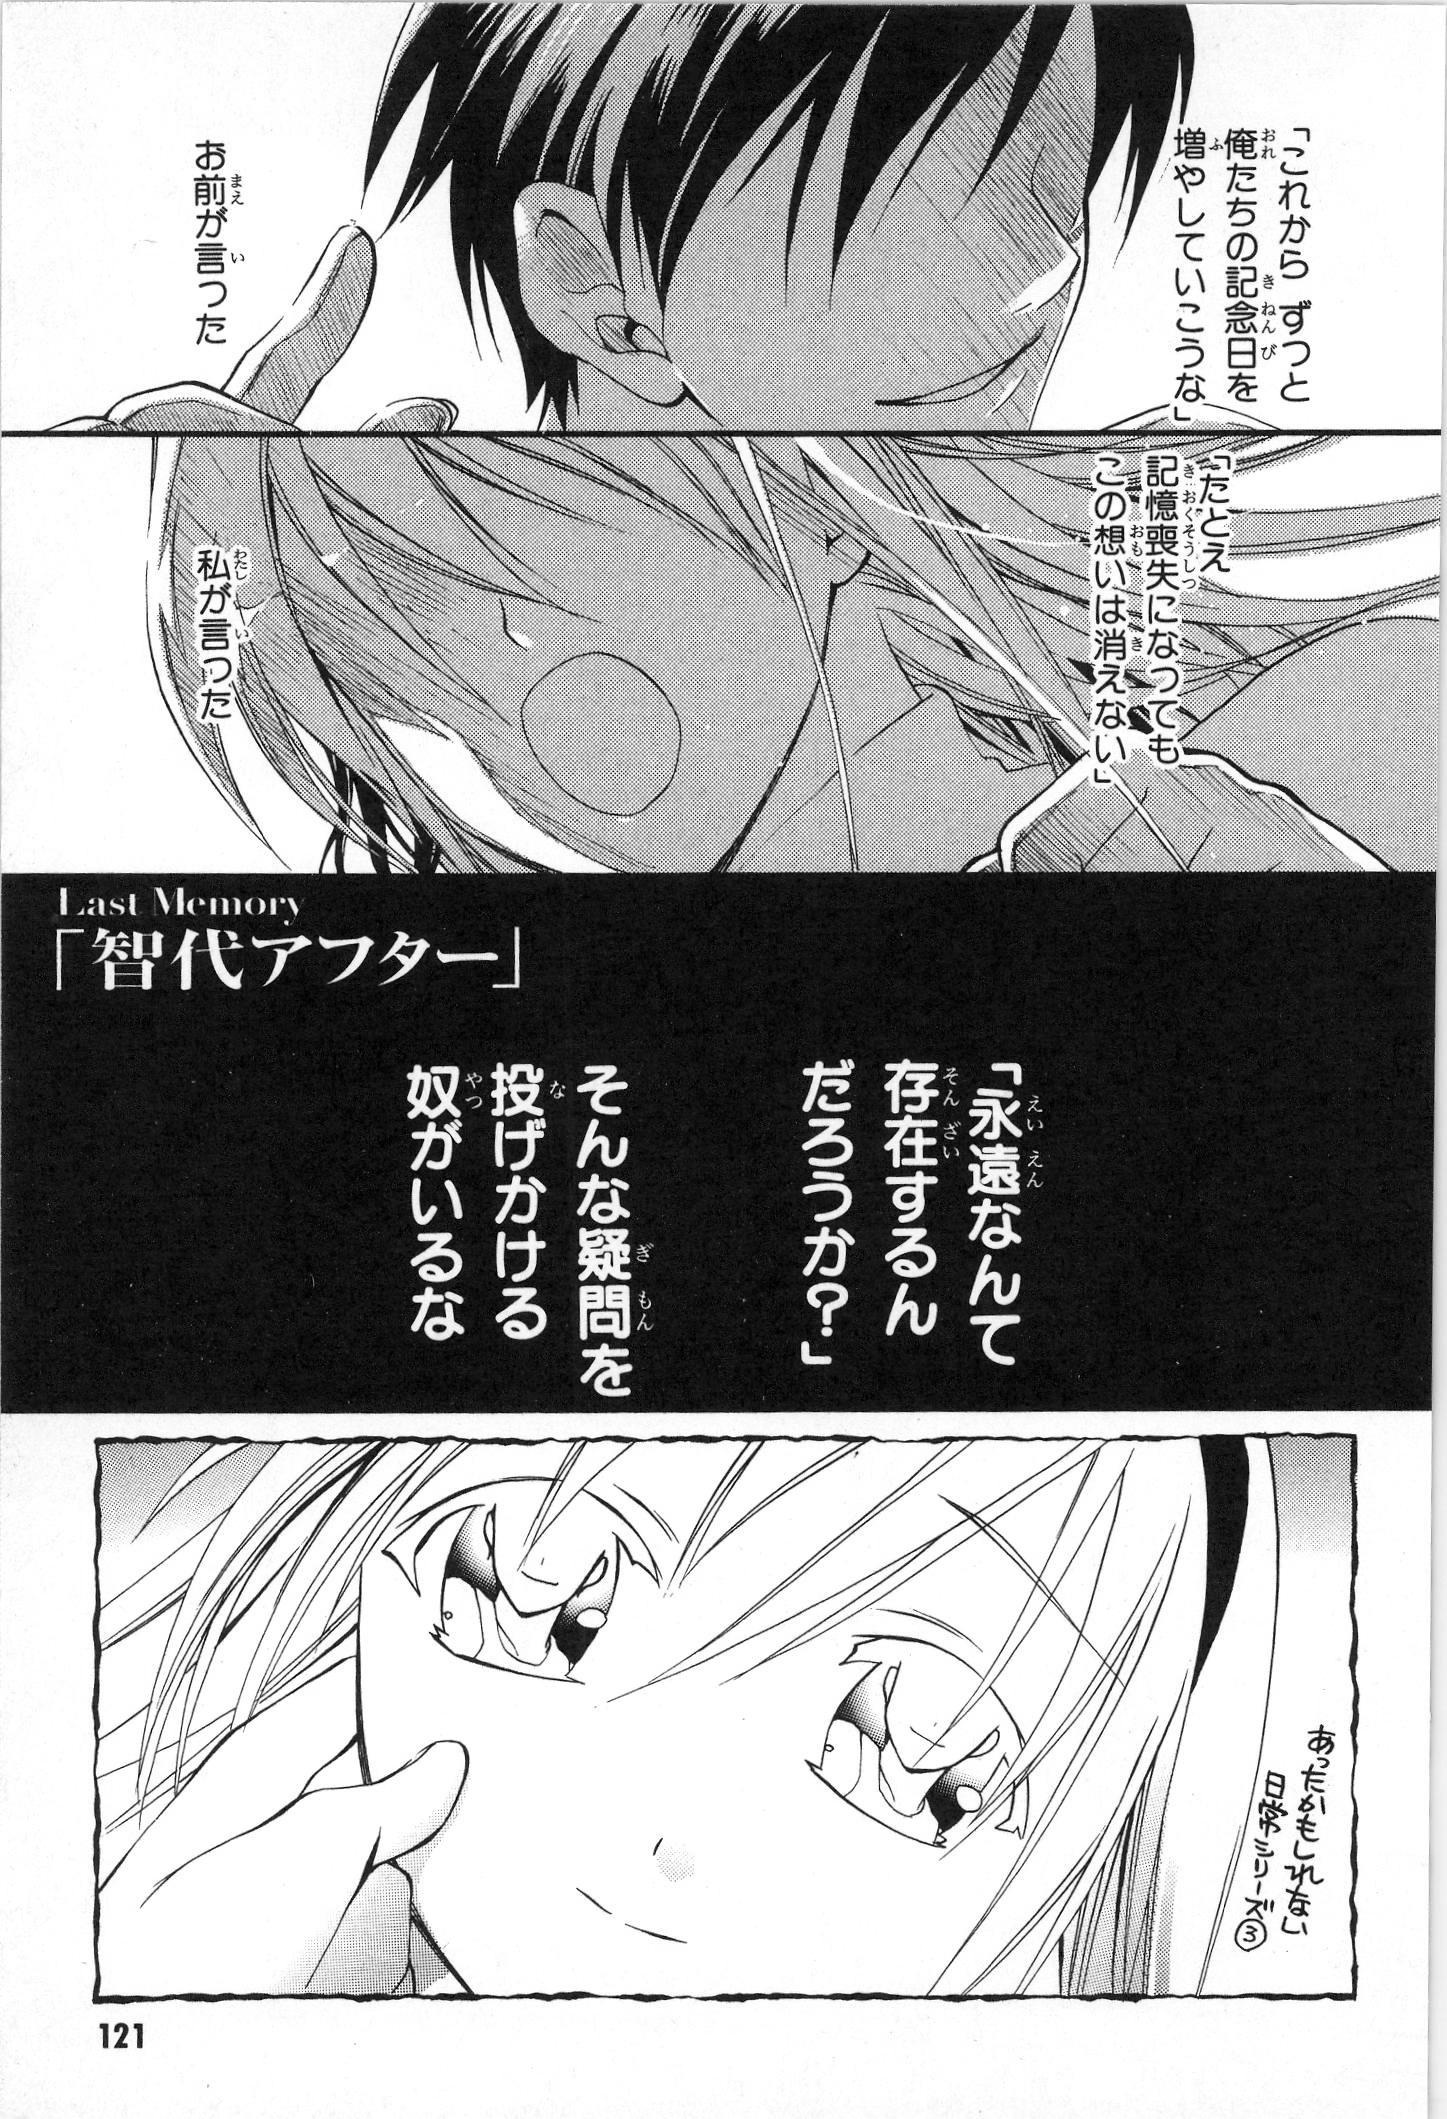 「これから ずっと
俺たちの記念日を
増やしていこうな」
お前が言った
「たとえ
記憶喪失になっても
この想いは消えない」
私が言った
Last Memory
「智代アフター」
「永遠なんて
存在するん
だろうか?」
そんな疑問を
投げかける
奴がいるな
あったかもしれない
日常シリーズ③
121